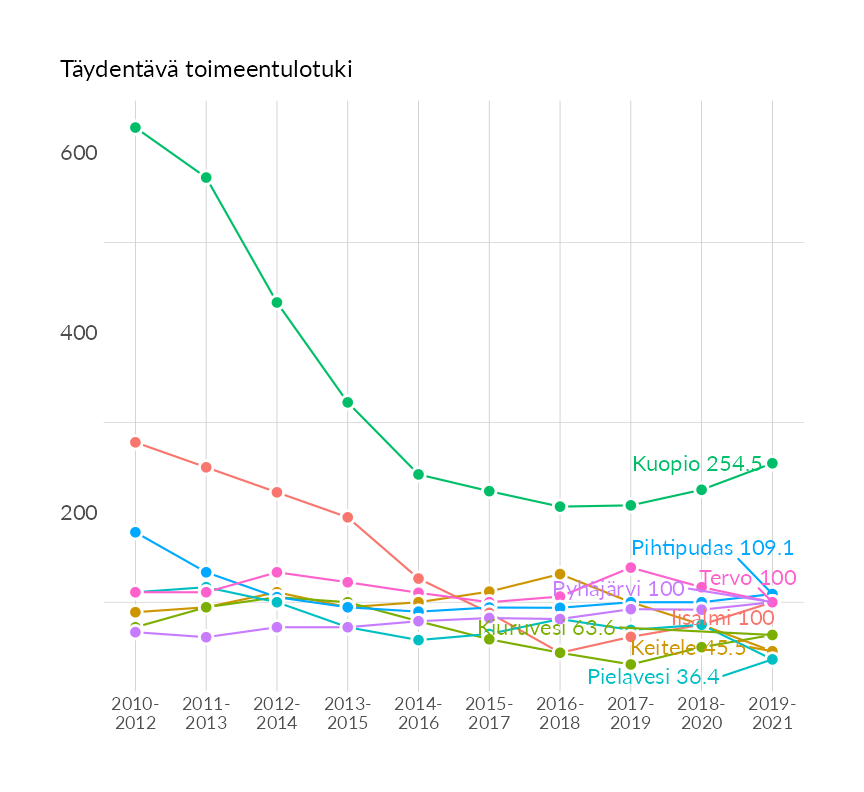 Täydentävä toimeentulotuki
600
400
200
Kuopio 254.5
Pihtipudas 109.1
Tervo 100
Pyhäjärvi 100
Iisalmi 100
Kiuruvesi 63.6
Keitele 45.5
Pielavesi 36.4
2010-
2012
2011-
2013
2012-
2014
2013-
2015
2014-
2016
2015-
2017
2016-
2018
2017-
2019
2018-
2020
2019-
2021